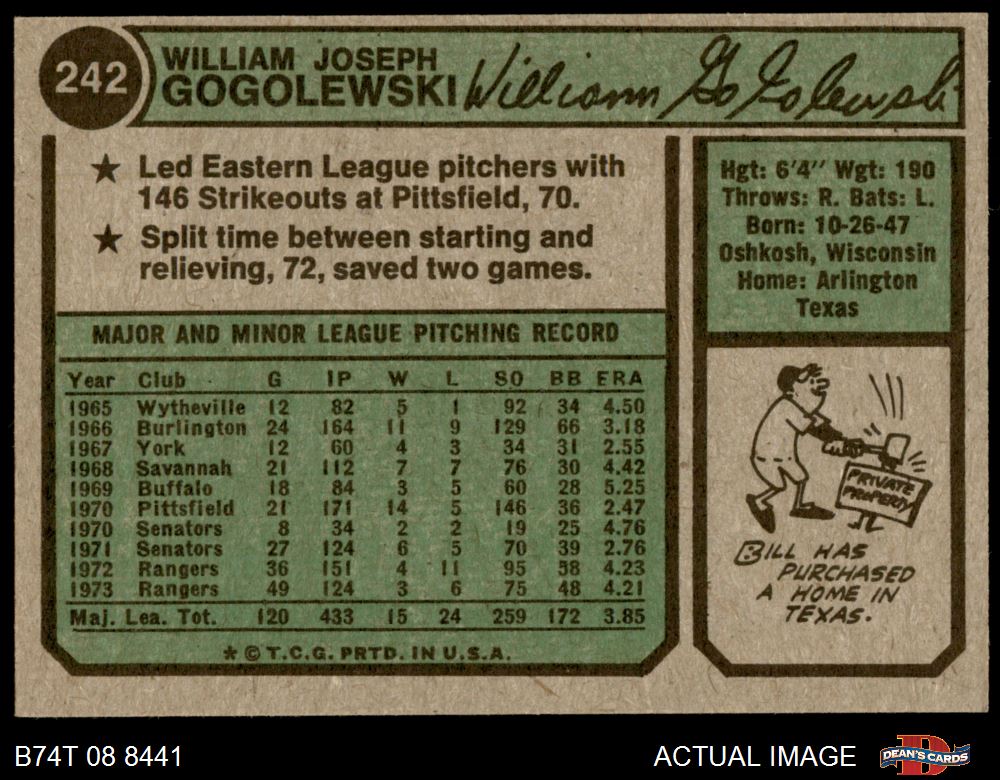 242
WILLIAM JOSEPH
GOGOLEWSKI
William Gogolewski
★ Led Eastern League pitchers with
146 Strikeouts at Pittsfield, 70.
★ Split time between starting and
relieving, 72, saved two games.
Hgt: 6'4'' Wgt: 190
Throws: R. Bats: L.
Born: 10-26-47
Oshkosh, Wisconsin
Home: Arlington
Texas
MAJOR AND MINOR LEAGUE PITCHING RECORD
Year Club G IP W L SO BB ERA
1965 Wytheville 12 82 5 1 92 34 4.50
1966 Burlington 24 164 11 9 129 66 3.18
1967 York 12 60 4 3 34 31 2.55
1968 Savannah 21 112 7 7 76 30 4.42
1969 Buffalo 18 84 3 5 60 28 5.25
1970 Pittsfield 21 171 14 5 146 36 2.47
1970 Senators 8 34 2 2 19 25 4.76
1971 Senators 27 124 6 5 70 39 2.76
1972 Rangers 36 151 4 11 95 58 4.23
1973 Rangers 49 124 3 6 75 48 4.21
Maj. Lea. Tot. 120 433 15 24 259 172 3.85
* © T.C.G. PRTD. IN U.S.A.
PRIVATE
PROPERTY
BILL HAS
PURCHASED
A HOME IN
TEXAS.
B74T 08 8441
ACTUAL IMAGE
D
DEAN'S CARDS